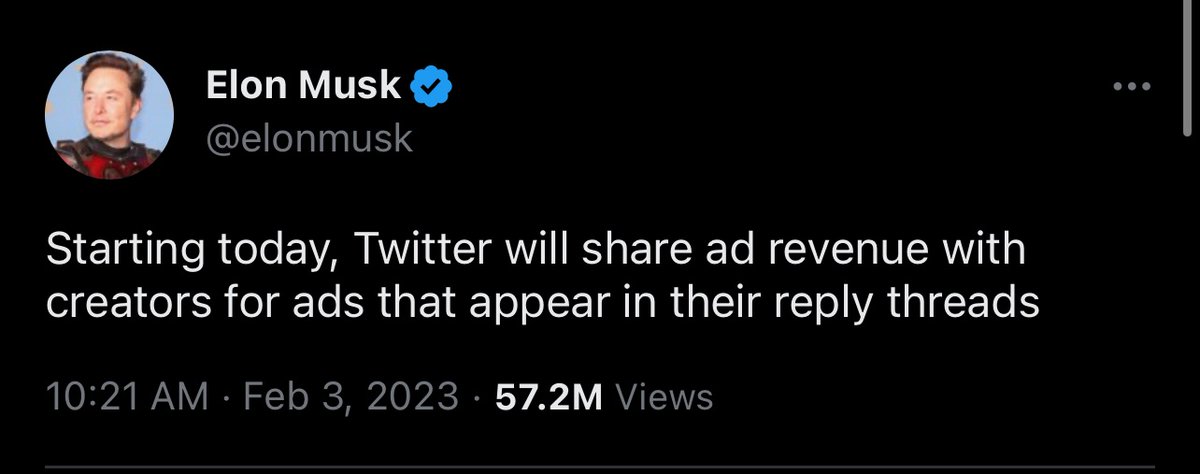 Elon Musk
@elonmusk
Starting today, Twitter will share ad revenue with
creators for ads that appear in their reply threads
10:21 AM · Feb 3, 2023 · 57.2M Views